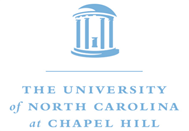 THE UNIVERSITY
of NORTH CAROLINA
at CHAPEL HILL